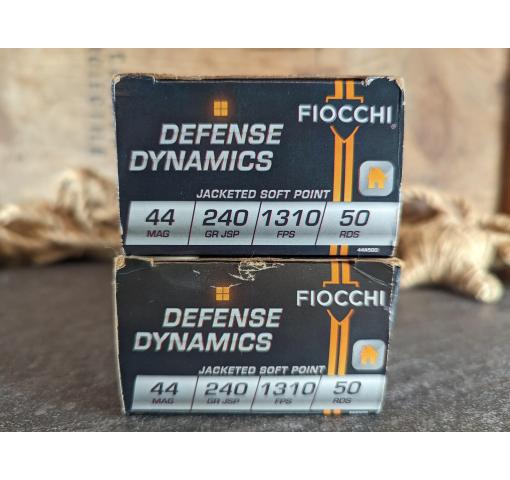 FIOCCHI
DEFENSE
DYNAMICS
JACKETED SOFT POINT
44 240 1310 50
MAG GR JSP FPS RDS
FIOCCHI
DEFENSE
DYNAMICS
JACKETED SOFT POINT
44 240 1310 50
MAG GR JSP FPS RDS